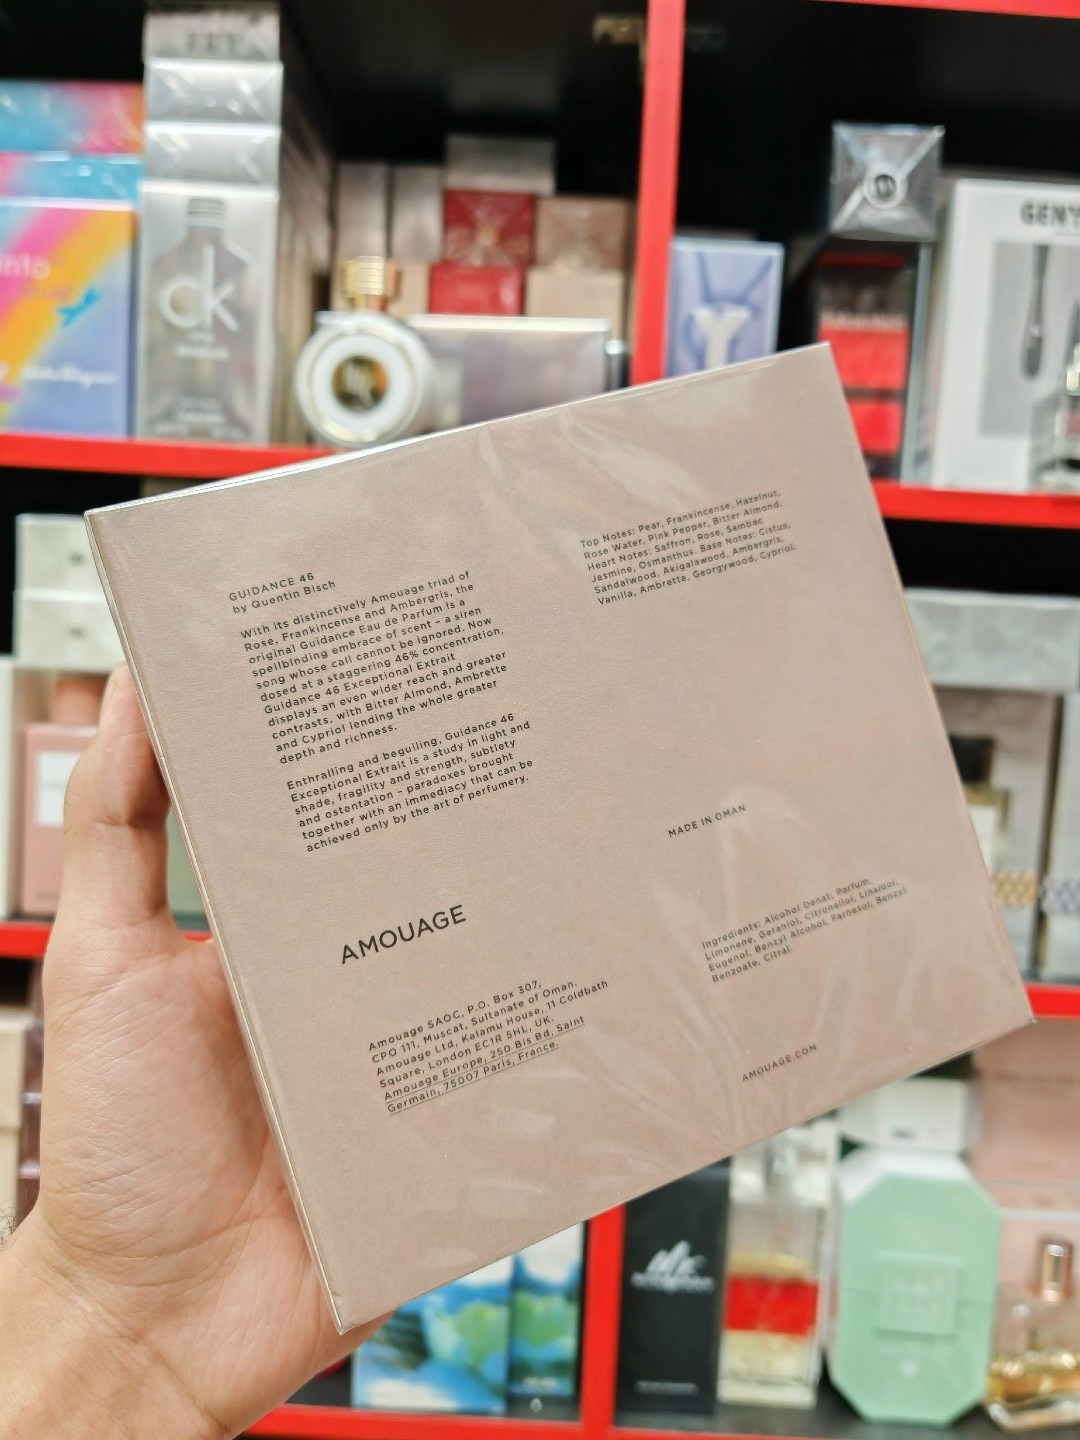 GUIDANCE 46
by Quentin Bisch
With its distinctively Amouage triad of
Rose, Frankincense and Ambergris, the
original Guidance Eau de Parfum is a
spellbinding embrace of scent – a siren
song whose call cannot be ignored. Now
dosed at a staggering 46% concentration,
Guidance 46 Exceptional Extrait
displays an even wider reach and greater
contrasts, with Bitter Almond, Ambrette
and Cypriol lending the whole greater
depth and richness.
Enthralling and beguiling, Guidance 46
Exceptional Extrait is a study in light and
shade, fragility and strength, subtlety
and ostentation – paradoxes brought
together with an immediacy that can be
achieved only by the art of perfumery.
AMOUAGE
Amouage SAOC, P.O. Box 307,
CPO 111, Muscat, Sultanate of Oman.
Amouage Ltd, Kalamu House, 11 Coldbath
Square, London EC1R 5HL, UK.
Amouage Europe, 250 Bis Bd, Saint
Germain, 75007 Paris, France.
Top Notes: Pear, Frankincense, Hazelnut,
Rose Water, Pink Pepper, Bitter Almond.
Heart Notes: Saffron, Rose, Sambac
Jasmine, Osmanthus. Base Notes: Cistus,
Sandalwood, Akigalawood, Ambergris,
Vanilla, Ambrette, Georgywood, Cypriol.
MADE IN OMAN
Ingredients: Alcohol Denat, Parfum,
Limonene, Geraniol, Citronellol, Linalool,
Eugenol, Benzyl Alcohol, Farnesol, Benzyl
Benzoate, Citral.
AMOUAGE.COM
ck